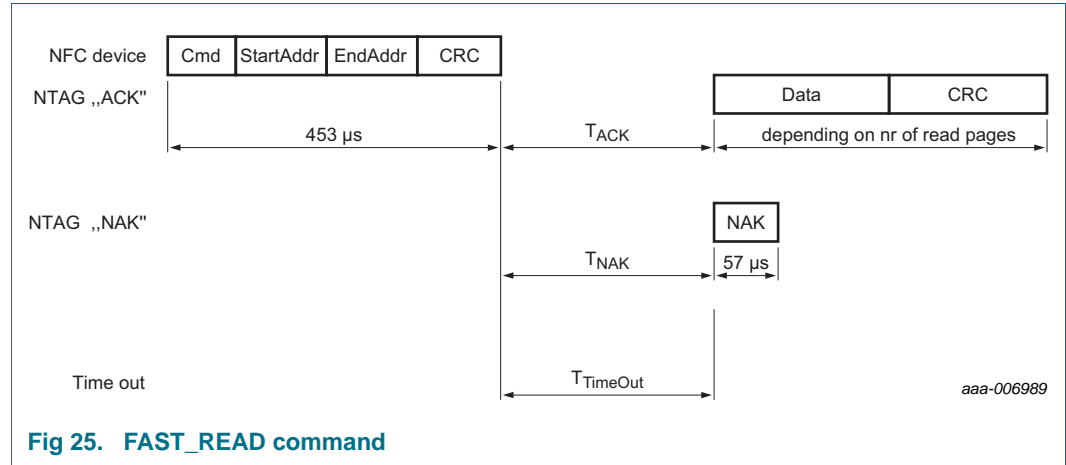 NFC device Cmd StartAddr EndAddr CRC
NTAG ,,ACK" Data CRC
453 µs TACK depending on nr of read pages
NTAG ,,NAK" NAK
TNAK 57 µs
Time out TTimeOut aaa-006989
Fig 25. FAST_READ command